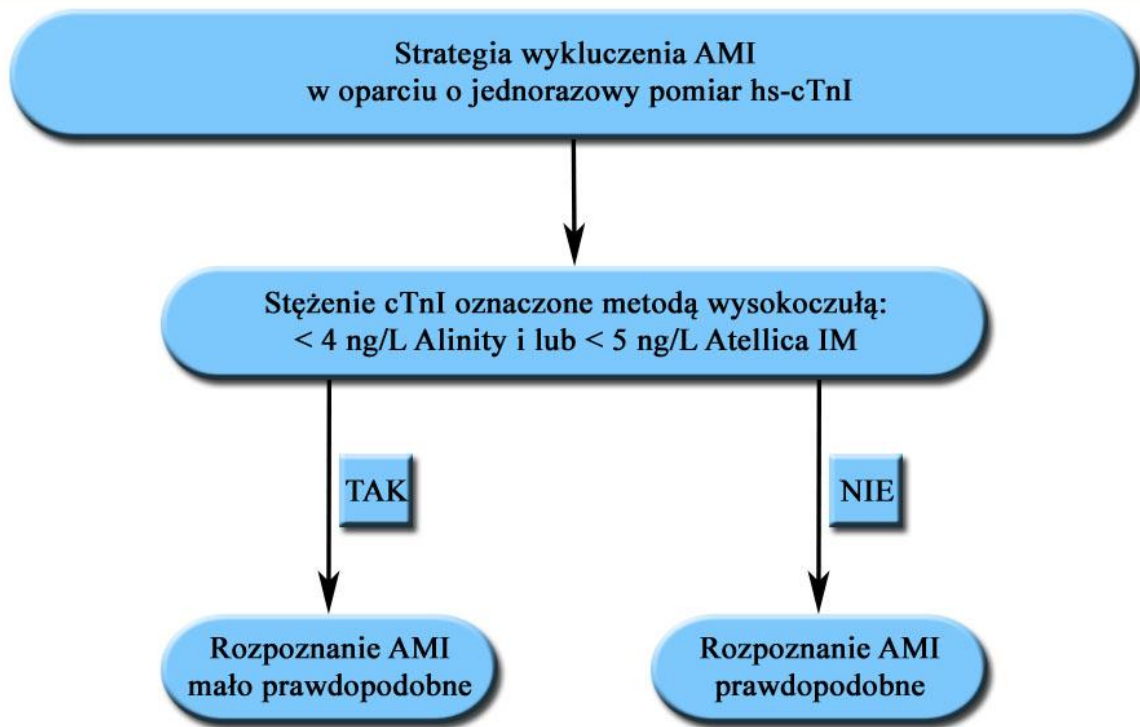 Strategia wykluczenia AMI
w oparciu o jednorazowy pomiar hs-cTnI
Stężenie cTnI oznaczone metodą wysokoczułą:
< 4 ng/L Alinity i lub < 5 ng/L Atellica IM
TAK
NIE
Rozpoznanie AMI
mało prawdopodobne
Rozpoznanie AMI
prawdopodobne